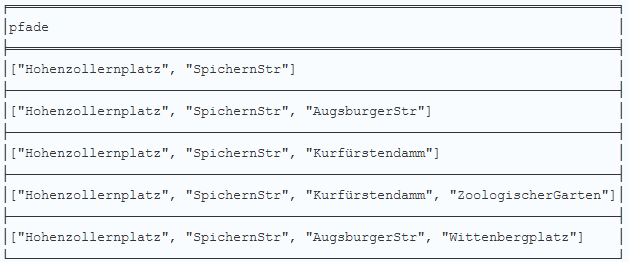 pfade
["Hohenzollernplatz", "SpichernStr"]
["Hohenzollernplatz", "SpichernStr", "AugsburgerStr"]
["Hohenzollernplatz", "SpichernStr", "Kurfürstendamm"]
["Hohenzollernplatz", "SpichernStr", "Kurfürstendamm", "ZoologischerGarten"]
["Hohenzollernplatz", "SpichernStr", "AugsburgerStr", "Wittenbergplatz"]